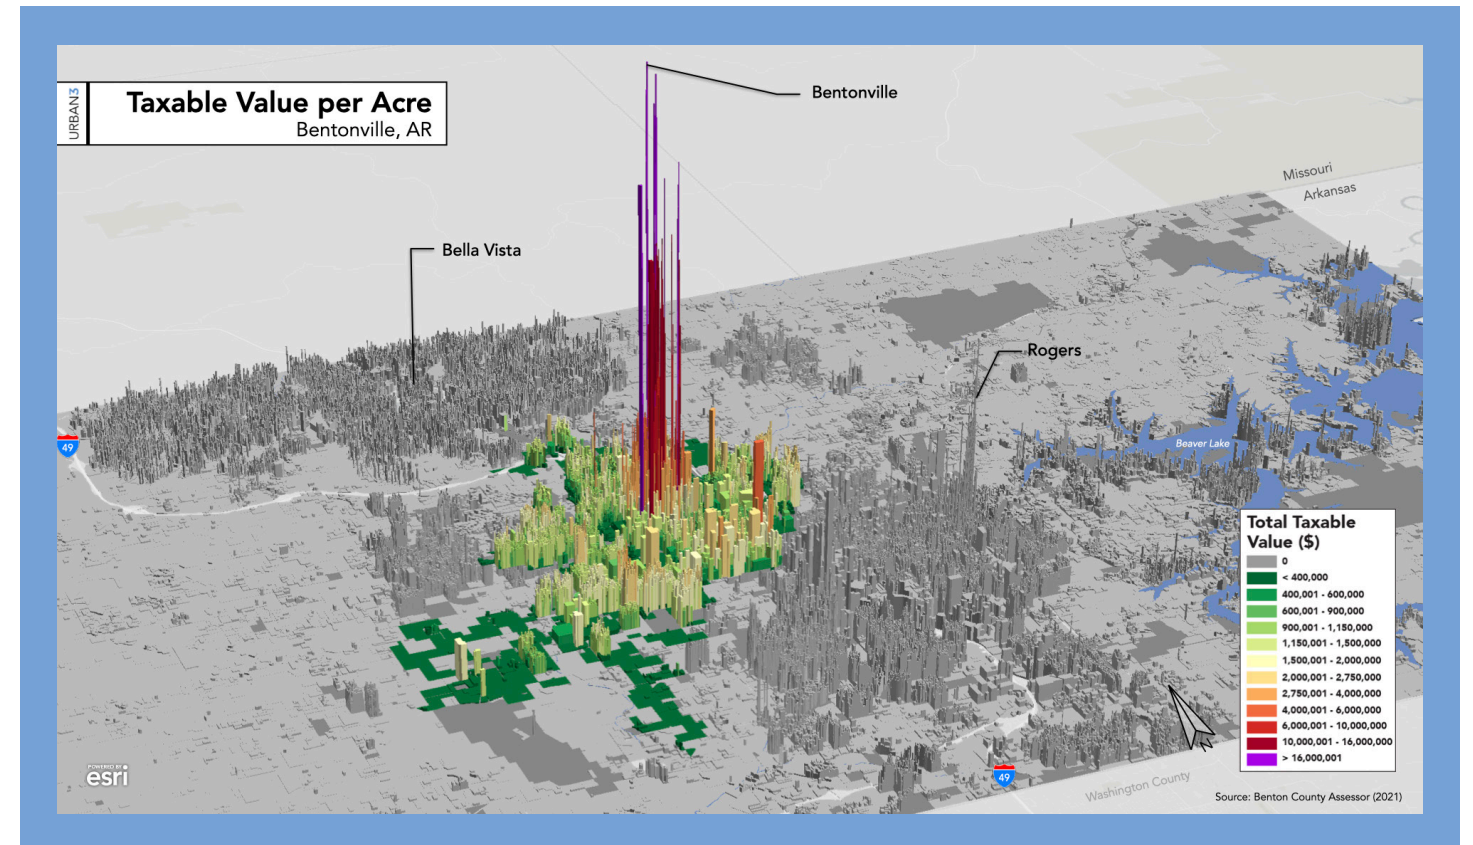 URBAN3
Taxable Value per Acre
Bentonville, AR
Bentonville
Missouri
Arkansas
Bella Vista
Rogers
49
Beaver Lake
Total Taxable
Value ($)
0
< 400,000
400,001 - 600,000
600,001 - 900,000
900,001 - 1,150,000
1,150,001 - 1,500,000
1,500,001 - 2,000,000
2,000,001 - 2,750,000
2,750,001 - 4,000,000
4,000,001 - 6,000,000
6,000,001 - 10,000,000
10,000,001 - 16,000,000
> 16,000,001
POWERED BY
esri
49
Washington County
Source: Benton County Assessor (2021)